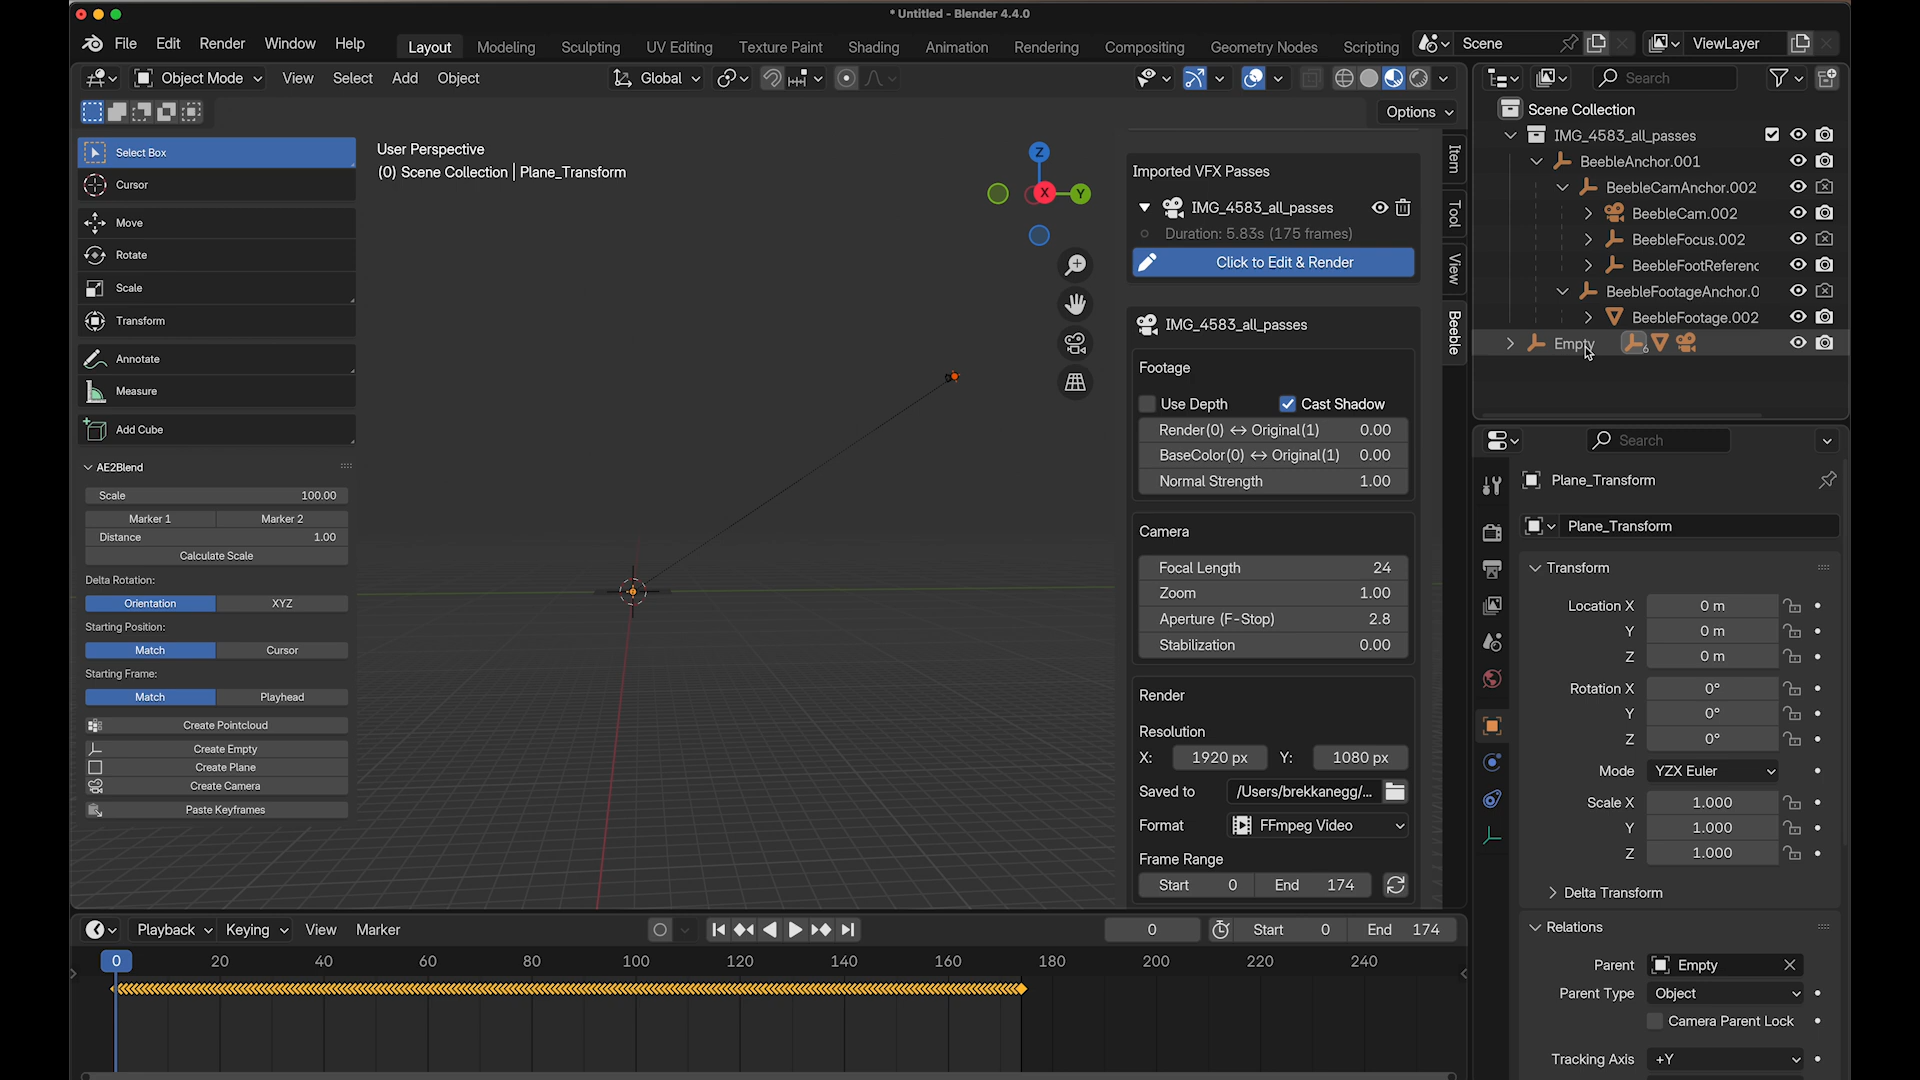 * Untitled - Blender 4.4.0
File Edit Render Window Help
Layout Modeling Sculpting UV Editing Texture Paint Shading Animation Rendering Compositing Geometry Nodes Scripting
Scene
ViewLayer
Object Mode View Select Add Object
Global
Options
Select Box
Cursor
Move
Rotate
Scale
Transform
Annotate
Measure
Add Cube
AE2Blend
Scale 100.00
Marker 1 Marker 2
Distance 1.00
Calculate Scale
Delta Rotation:
Orientation XYZ
Starting Position:
Match Cursor
Starting Frame:
Match Playhead
Create Pointcloud
Create Empty
Create Plane
Create Camera
Paste Keyframes
User Perspective
(0) Scene Collection | Plane_Transform
Z
X
Y
Imported VFX Passes
IMG_4583_all_passes
Duration: 5.83s (175 frames)
Click to Edit & Render
IMG_4583_all_passes
Footage
Use Depth Cast Shadow
Render(0) <-> Original(1) 0.00
BaseColor(0) <-> Original(1) 0.00
Normal Strength 1.00
Camera
Focal Length 24
Zoom 1.00
Aperture (F-Stop) 2.8
Stabilization 0.00
Render
Resolution
X: 1920 px Y: 1080 px
Saved to /Users/brekkanegg/...
Format FFmpeg Video
Frame Range
Start 0 End 174
Item
Tool
View
Beeble
Search
Scene Collection
IMG_4583_all_passes
BeebleAnchor.001
BeebleCamAnchor.002
BeebleCam.002
BeebleFocus.002
BeebleFootReferenc
BeebleFootageAnchor.0
BeebleFootage.002
Empty 6
Search
Plane_Transform
Plane_Transform
Transform
Location X 0 m
Y 0 m
Z 0 m
Rotation X 0°
Y 0°
Z 0°
Mode YZX Euler
Scale X 1.000
Y 1.000
Z 1.000
Delta Transform
Relations
Parent Empty
Parent Type Object
Camera Parent Lock
Tracking Axis +Y
Playback Keying View Marker
0 Start 0 End 174
0 20 40 60 80 100 120 140 160 180 200 220 240